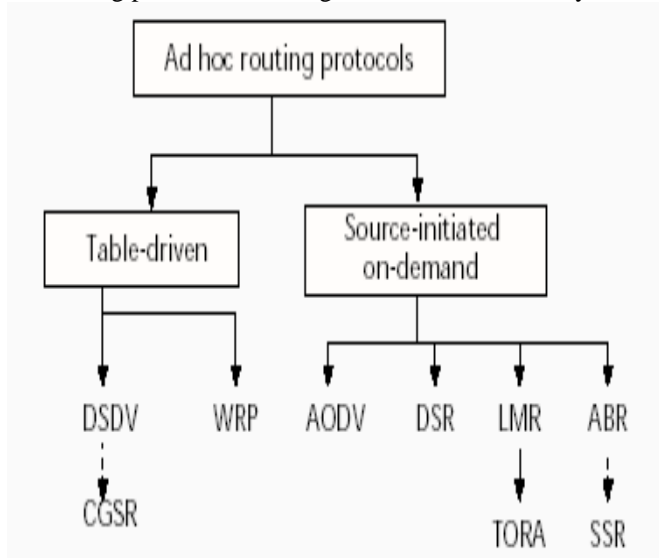 Ad hoc routing protocols
Table-driven
Source-initiated
on-demand
DSDV
WRP
AODV
DSR
LMR
ABR
CGSR
TORA
SSR